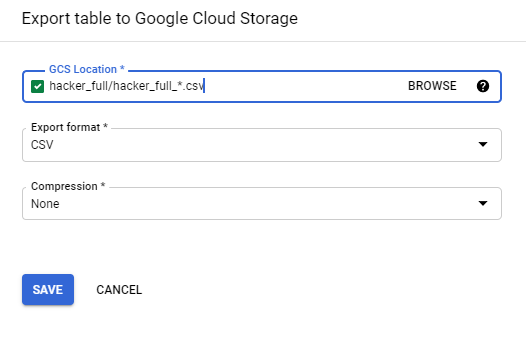 Export table to Google Cloud Storage
GCS Location *
hacker_full/hacker_full_*.csv
BROWSE
?
Export format *
CSV
Compression *
None
SAVE
CANCEL